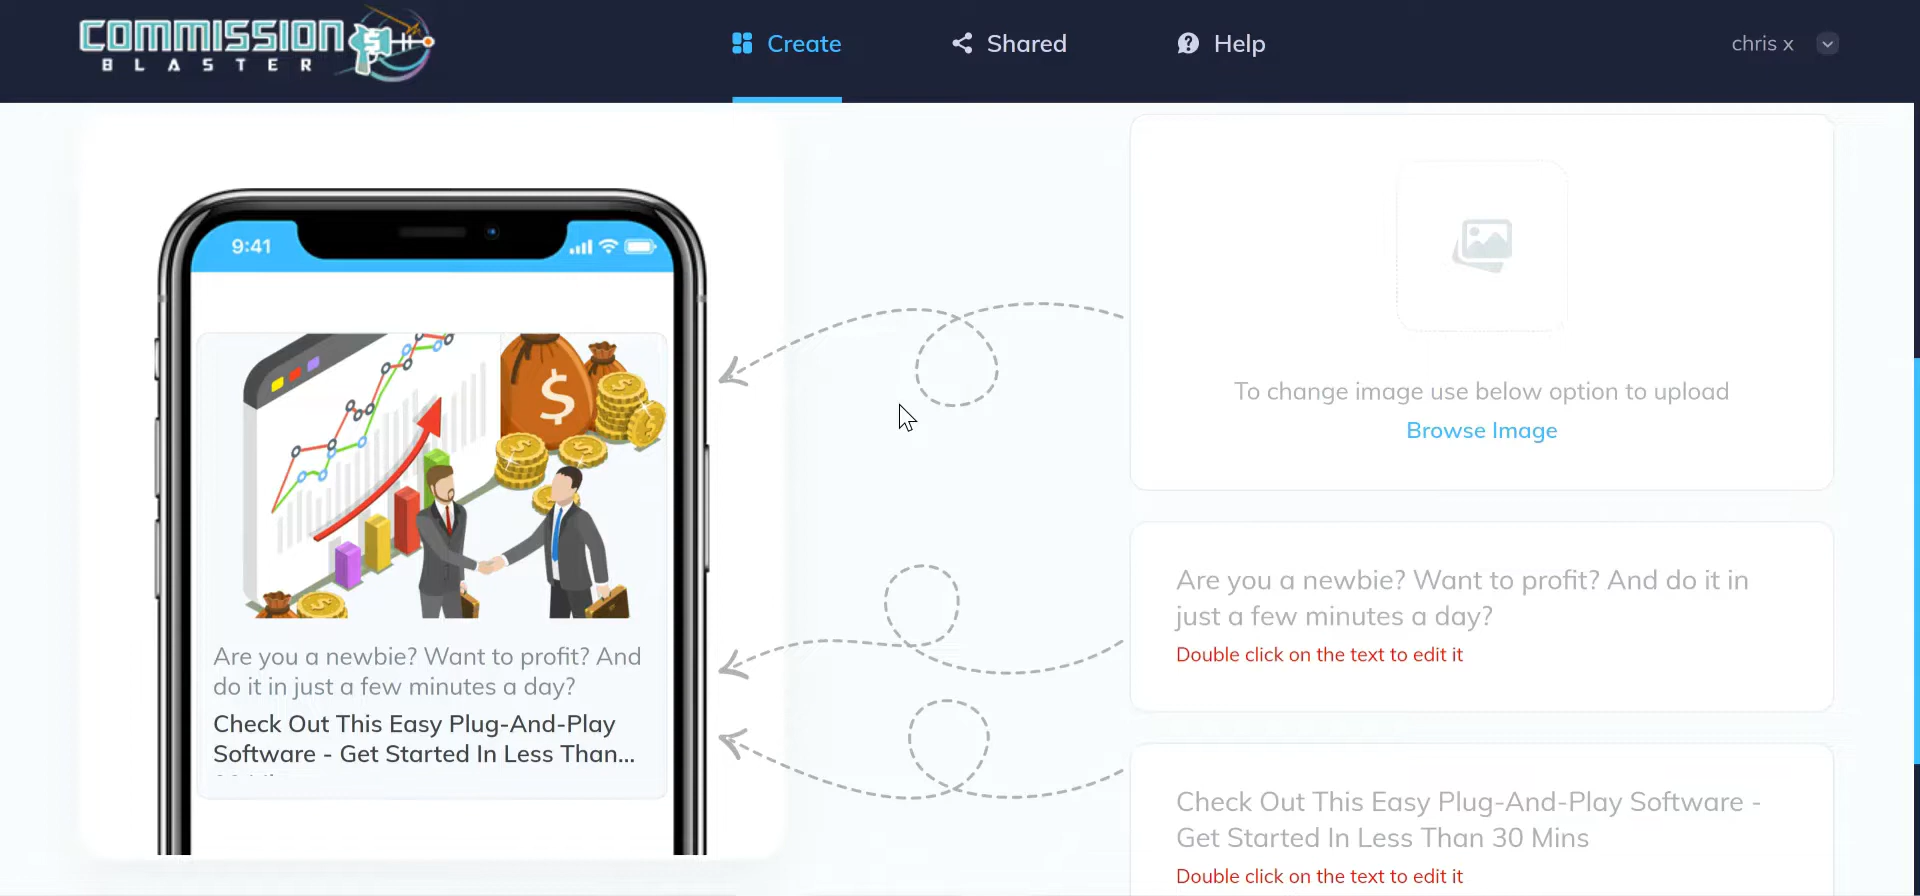 COMMISSION
BLASTER
Create
Shared
Help
chris x
9:41
$
Are you a newbie? Want to profit? And
do it in just a few minutes a day?
Check Out This Easy Plug-And-Play
Software - Get Started In Less Than...
To change image use below option to upload
Browse Image
Are you a newbie? Want to profit? And do it in
just a few minutes a day?
Double click on the text to edit it
Check Out This Easy Plug-And-Play Software -
Get Started In Less Than 30 Mins
Double click on the text to edit it